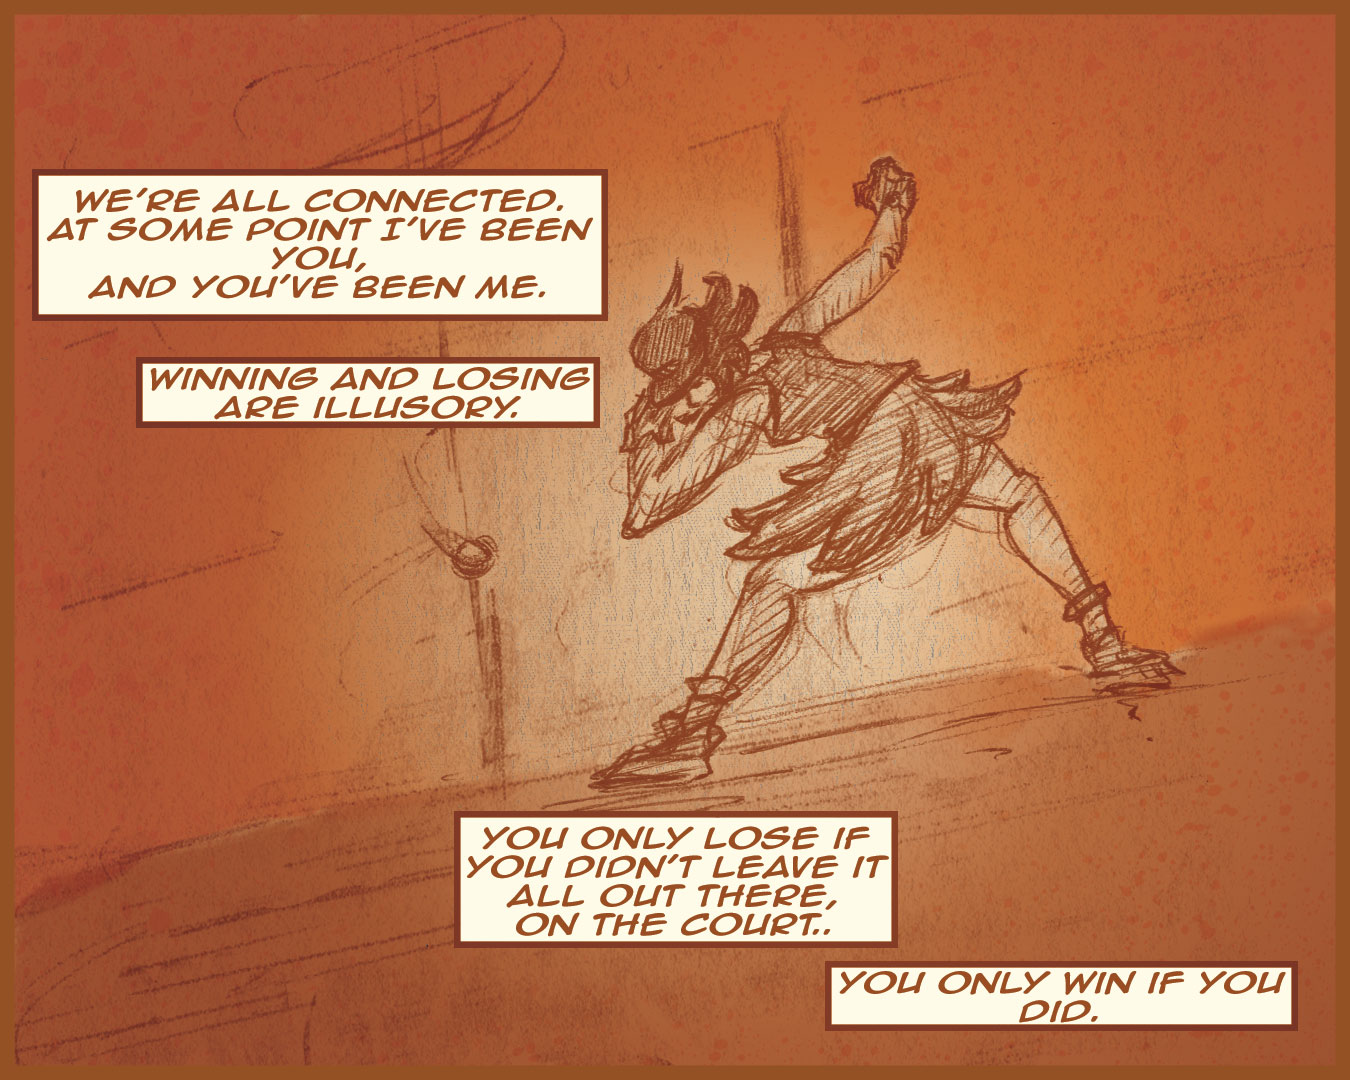 WE'RE ALL CONNECTED.
AT SOME POINT I'VE BEEN
YOU,
AND YOU'VE BEEN ME.
WINNING AND LOSING
ARE ILLUSORY.
YOU ONLY LOSE IF
YOU DIDN'T LEAVE IT
ALL OUT THERE,
ON THE COURT..
YOU ONLY WIN IF YOU
DID.